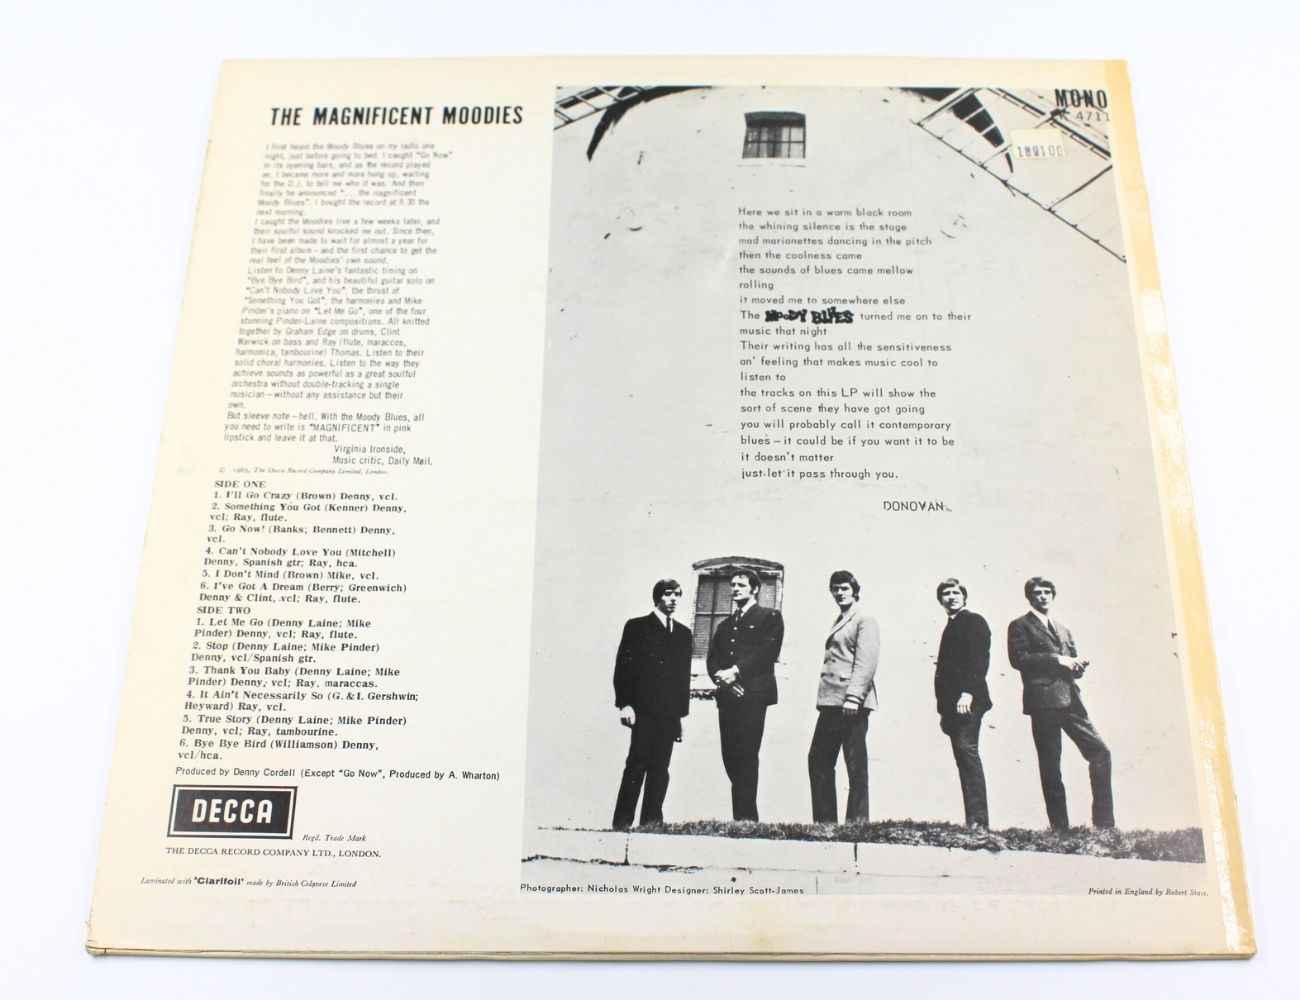 THE MAGNIFICENT MOODIES
I first heard the Moody Blues on my radio one
night, just before going to bed. I caught "Go Now"
in its opening bars, and as the record played
on, I became more and more hung up, waiting
for the D.J. to tell me who it was. And then
finally he announced "... the magnificent
Moody Blues". I bought the record at 9.30 the
next morning.
I caught the Moodies live a few weeks later, and
their soulful sound knocked me out. Since then,
I have been made to wait for almost a year for
their first album – and the first chance to get the
real feel of the Moodies' own sound.
Listen to Denny Laine's fantastic timing on
"Bye Bye Bird", and his beautiful guitar solo on
"Can't Nobody Love You"; the thrust of
"Something You Got"; the harmonies and Mike
Pinder's piano on "Let Me Go", one of the four
stunning Pinder-Laine compositions. All knitted
together by Graham Edge on drums, Clint
Warwick on bass and Ray (flute, maraccos,
harmonica, tambourine) Thomas. Listen to their
solid choral harmonies. Listen to the way they
achieve sounds as powerful as a great soulful
orchestra without double-tracking a single
musician – without any assistance but their
own.
But sleeve note – hell. With the Moody Blues, all
you need to write is "MAGNIFICENT" in pink
lipstick and leave it at that.
Virginia Ironside,
Music critic, Daily Mail.
© 1965, The Decca Record Company Limited, London.
SIDE ONE
1. I'll Go Crazy (Brown) Denny, vcl.
2. Something You Got (Kenner) Denny,
vcl; Ray, flute.
3. Go Now! (Banks; Bennett) Denny,
vcl.
4. Can't Nobody Love You (Mitchell)
Denny, Spanish gtr; Ray, hca.
5. I Don't Mind (Brown) Mike, vcl.
6. I've Got A Dream (Berry; Greenwich)
Denny & Clint, vcl; Ray, flute.
SIDE TWO
1. Let Me Go (Denny Laine; Mike
Pinder) Denny, vcl; Ray, flute.
2. Stop (Denny Laine; Mike Pinder)
Denny, vcl/Spanish gtr.
3. Thank You Baby (Denny Laine; Mike
Pinder) Denny; vcl; Ray, maraccas.
4. It Ain't Necessarily So (G. & I. Gershwin;
Heyward) Ray, vcl.
5. True Story (Denny Laine; Mike Pinder)
Denny, vcl; Ray, tambourine.
6. Bye Bye Bird (Williamson) Denny,
vcl/hca.
Produced by Denny Cordell (Except "Go Now", Produced by A. Wharton)
DECCA
Regd. Trade Mark
THE DECCA RECORD COMPANY LTD., LONDON.
Laminated with 'Clarifoil' made by British Celanese Limited
MONO
LK 4711
100100
Here we sit in a warm black room
the whining silence is the stage
mad marionettes dancing in the pitch
then the coolness came
the sounds of blues came mellow
rolling
it moved me to somewhere else
The MOODY BLUES turned me on to their
music that night
Their writing has all the sensitiveness
an' feeling that makes music cool to
listen to
the tracks on this LP will show the
sort of scene they have got going
you will probably call it contemporary
blues – it could be if you want it to be
it doesn't matter
just let it pass through you.
DONOVAN.
Photographer: Nicholas Wright Designer: Shirley Scott-James
Printed in England by Robert Stace.